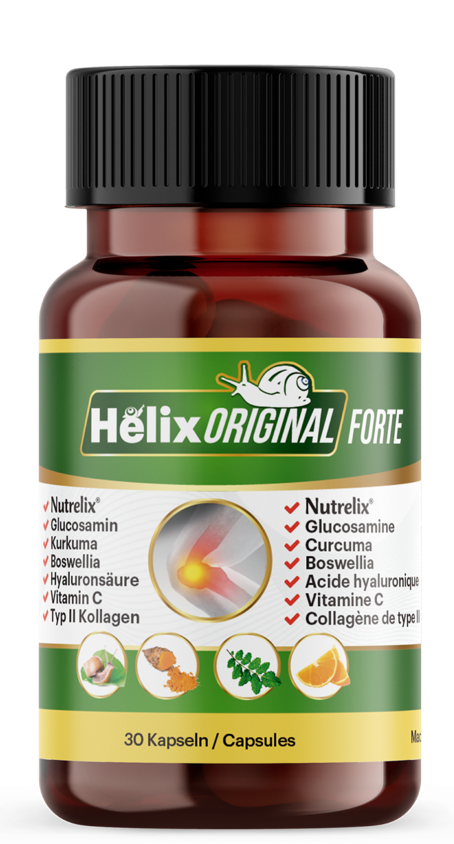 Helix ORIGINAL FORTE
Nutrelix®
Glucosamin
Kurkuma
Boswellia
Hyaluronsäure
Vitamin C
Typ II Kollagen
Nutrelix®
Glucosamine
Curcuma
Boswellia
Acide hyaluronique
Vitamine C
Collagène de type II
30 Kapseln / Capsules